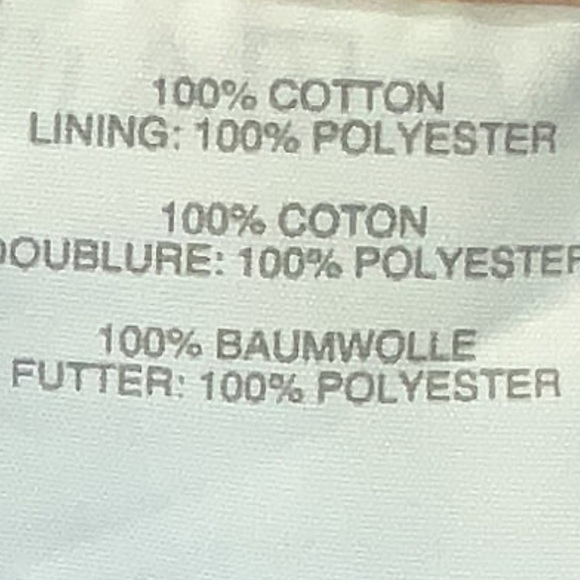 100% COTTON
LINING: 100% POLYESTER
100% COTON
DOUBLURE: 100% POLYESTER
100% BAUMWOLLE
FUTTER: 100% POLYESTER